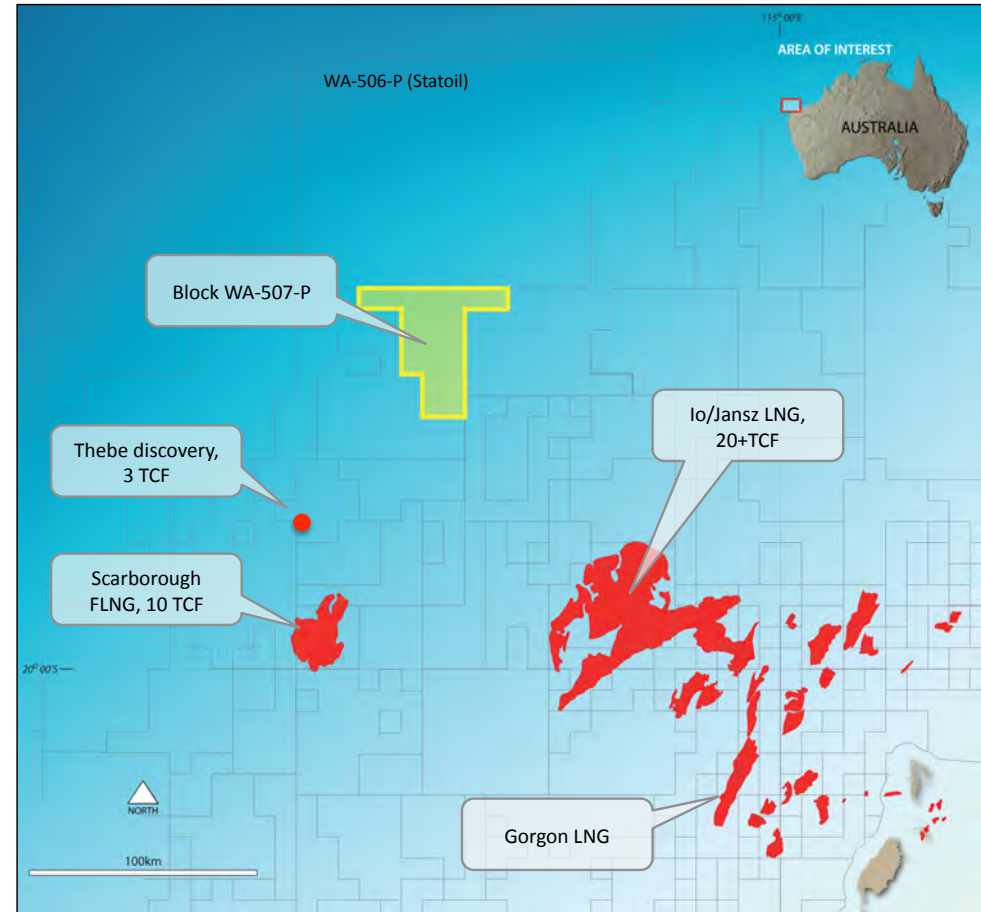 115° 00'E
AREA OF INTEREST
WA-506-P (Statoil)
AUSTRALIA
Block WA-507-P
Io/Jansz LNG,
20+TCF
Thebe discovery,
3 TCF
Scarborough
FLNG, 10 TCF
20° 00'S
NORTH
Gorgon LNG
100km